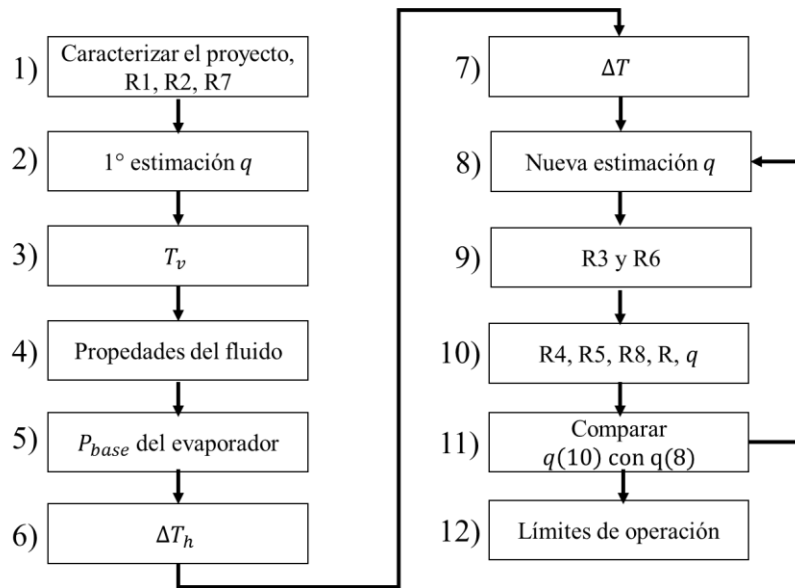 1) Caracterizar el proyecto,
R1, R2, R7
2) 1° estimación q
3) T_v
4) Propedades del fluido
5) P_base del evaporador
6) ΔT_h
7) ΔT
8) Nueva estimación q
9) R3 y R6
10) R4, R5, R8, R, q
11) Comparar
q(10) con q(8)
12) Límites de operación